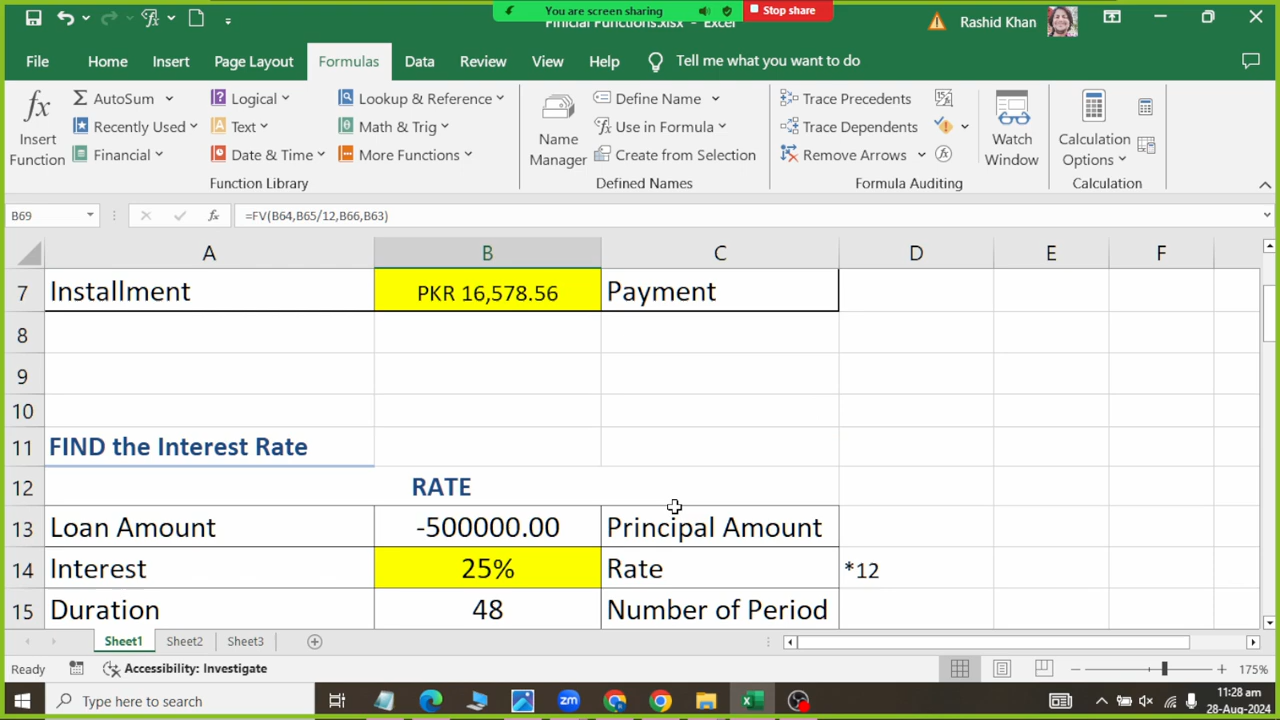 You are screen sharing
Stop share
Finicial Functions.xlsx - Excel
Rashid Khan
File Home Insert Page Layout Formulas Data Review View Help Tell me what you want to do
fx AutoSum Logical Lookup & Reference Define Name Trace Precedents
Recently Used Text Math & Trig Use in Formula Trace Dependents
Insert Function Financial Date & Time More Functions Name Manager Create from Selection Remove Arrows Watch Window Calculation Options
Function Library Defined Names Formula Auditing Calculation
B69 fx =FV(B64,B65/12,B66,B63)
A B C D E F
7 Installment PKR 16,578.56 Payment
8
9
10
11 FIND the Interest Rate
12 RATE
13 Loan Amount -500000.00 Principal Amount
14 Interest 25% Rate *12
15 Duration 48 Number of Period
Sheet1 Sheet2 Sheet3
Ready Accessibility: Investigate 175%
Type here to search zm 11:28 am
28-Aug-2024